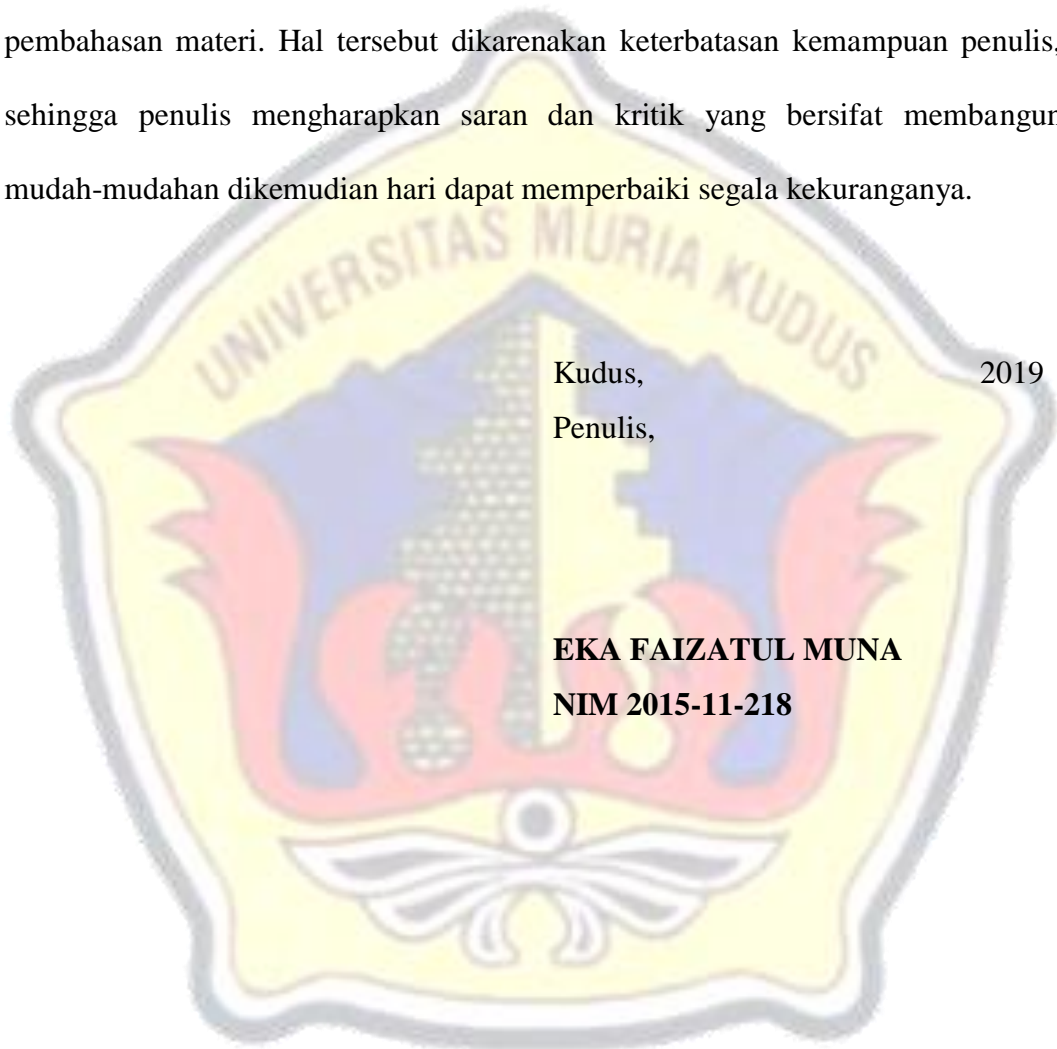 pembahasan materi. Hal tersebut dikarenakan keterbatasan kemampuan penulis,
sehingga penulis mengharapkan saran dan kritik yang bersifat membangun
mudah-mudahan dikemudian hari dapat memperbaiki segala kekuranganya.
UNIVERSITAS MURIA KUDUS
Kudus, 2019
Penulis,
EKA FAIZATUL MUNA
NIM 2015-11-218